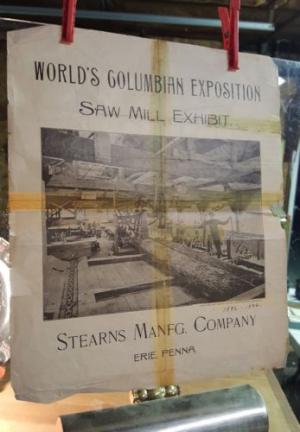 WORLD'S COLUMBIAN EXPOSITION
SAW MILL EXHIBIT.
STEARNS MANFG. COMPANY
ERIE, PENNA